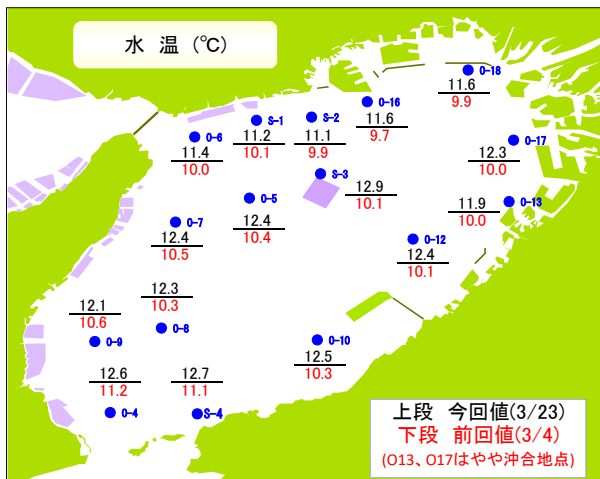 水 温 (℃)
O-18
11.6
9.9
O-16
11.6
9.7
S-2
11.1
9.9
S-1
11.2
10.1
O-6
11.4
10.0
O-17
12.3
10.0
S-3
12.9
10.1
O-5
12.4
10.4
O-13
11.9
10.0
O-7
12.4
10.5
O-12
12.4
10.1
12.3
10.3
O-8
12.1
10.6
O-9
O-10
12.5
10.3
12.6
11.2
O-4
12.7
11.1
S-4
上段 今回値(3/23)
下段 前回値(3/4)
(O13、O17はやや沖合地点)